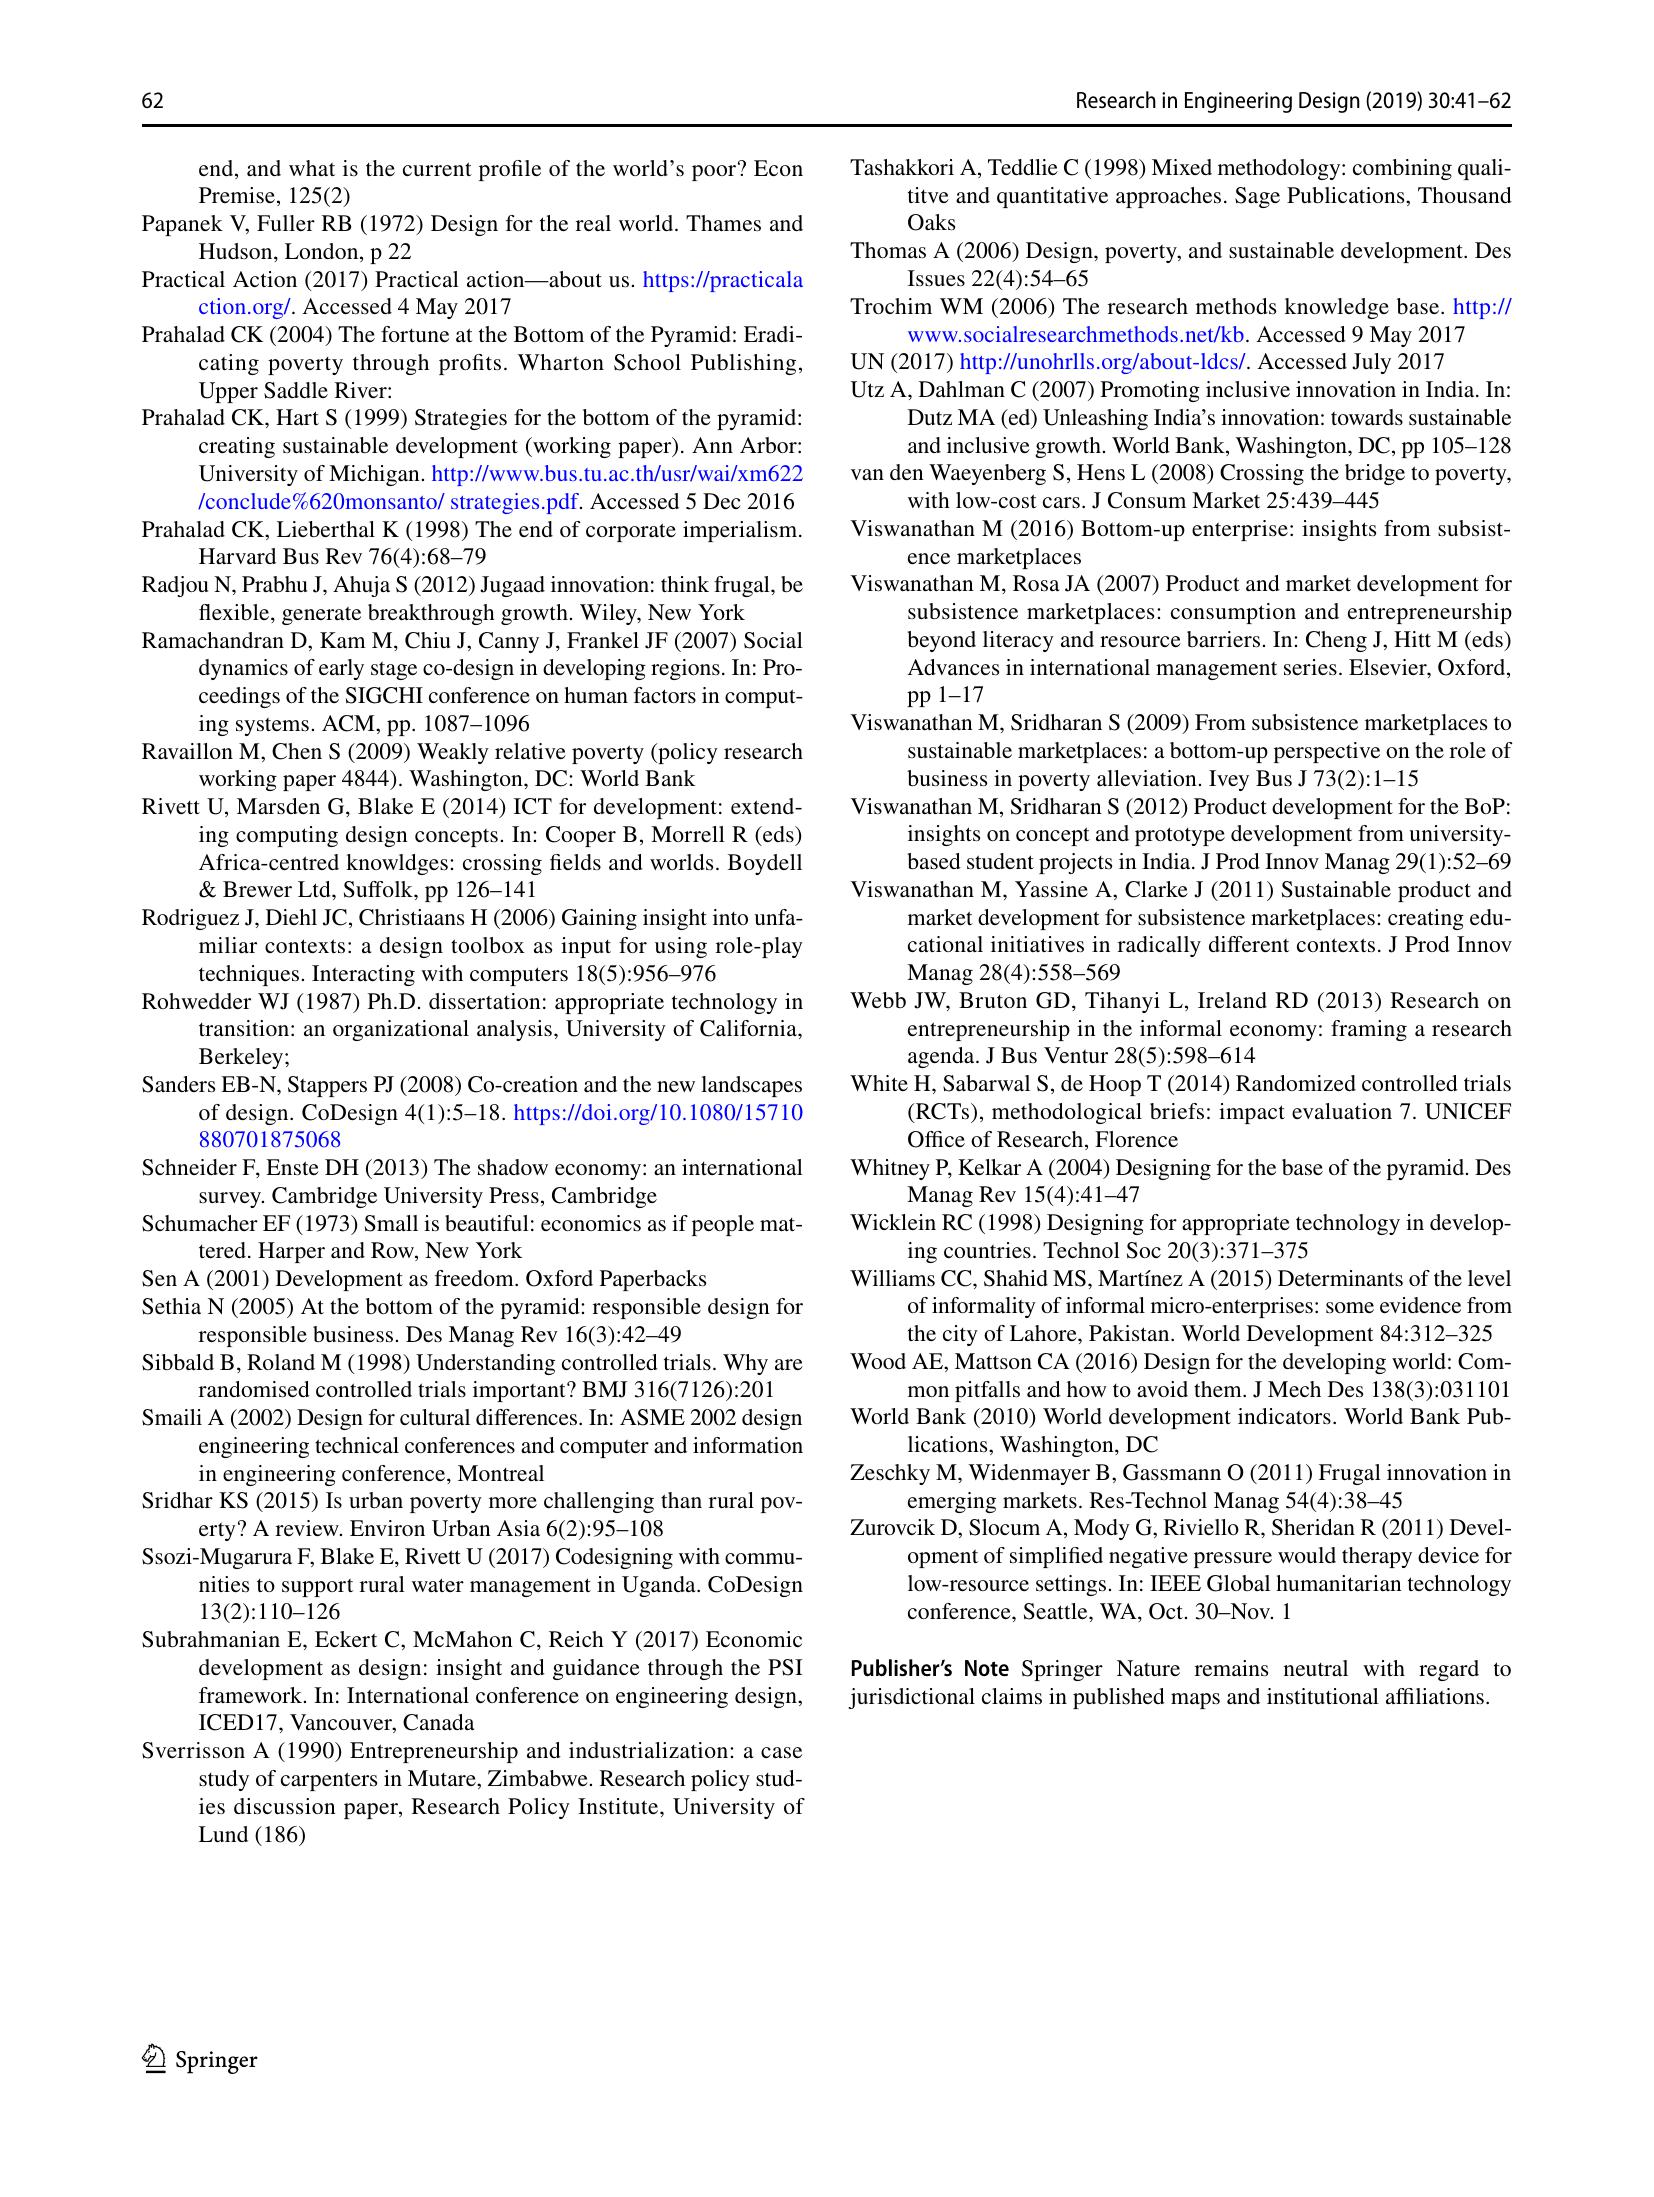 62
Research in Engineering Design (2019) 30:41–62
end, and what is the current profile of the world's poor? Econ
Premise, 125(2)
Papanek V, Fuller RB (1972) Design for the real world. Thames and
Hudson, London, p 22
Practical Action (2017) Practical action—about us. https://practicala
ction.org/. Accessed 4 May 2017
Prahalad CK (2004) The fortune at the Bottom of the Pyramid: Eradi-
cating poverty through profits. Wharton School Publishing,
Upper Saddle River:
Prahalad CK, Hart S (1999) Strategies for the bottom of the pyramid:
creating sustainable development (working paper). Ann Arbor:
University of Michigan. http://www.bus.tu.ac.th/usr/wai/xm622
/conclude%620monsanto/ strategies.pdf. Accessed 5 Dec 2016
Prahalad CK, Lieberthal K (1998) The end of corporate imperialism.
Harvard Bus Rev 76(4):68–79
Radjou N, Prabhu J, Ahuja S (2012) Jugaad innovation: think frugal, be
flexible, generate breakthrough growth. Wiley, New York
Ramachandran D, Kam M, Chiu J, Canny J, Frankel JF (2007) Social
dynamics of early stage co-design in developing regions. In: Pro-
ceedings of the SIGCHI conference on human factors in comput-
ing systems. ACM, pp. 1087–1096
Ravaillon M, Chen S (2009) Weakly relative poverty (policy research
working paper 4844). Washington, DC: World Bank
Rivett U, Marsden G, Blake E (2014) ICT for development: extend-
ing computing design concepts. In: Cooper B, Morrell R (eds)
Africa-centred knowldges: crossing fields and worlds. Boydell
& Brewer Ltd, Suffolk, pp 126–141
Rodriguez J, Diehl JC, Christiaans H (2006) Gaining insight into unfa-
miliar contexts: a design toolbox as input for using role-play
techniques. Interacting with computers 18(5):956–976
Rohwedder WJ (1987) Ph.D. dissertation: appropriate technology in
transition: an organizational analysis, University of California,
Berkeley;
Sanders EB-N, Stappers PJ (2008) Co-creation and the new landscapes
of design. CoDesign 4(1):5–18. https://doi.org/10.1080/15710
880701875068
Schneider F, Enste DH (2013) The shadow economy: an international
survey. Cambridge University Press, Cambridge
Schumacher EF (1973) Small is beautiful: economics as if people mat-
tered. Harper and Row, New York
Sen A (2001) Development as freedom. Oxford Paperbacks
Sethia N (2005) At the bottom of the pyramid: responsible design for
responsible business. Des Manag Rev 16(3):42–49
Sibbald B, Roland M (1998) Understanding controlled trials. Why are
randomised controlled trials important? BMJ 316(7126):201
Smaili A (2002) Design for cultural differences. In: ASME 2002 design
engineering technical conferences and computer and information
in engineering conference, Montreal
Sridhar KS (2015) Is urban poverty more challenging than rural pov-
erty? A review. Environ Urban Asia 6(2):95–108
Ssozi-Mugarura F, Blake E, Rivett U (2017) Codesigning with commu-
nities to support rural water management in Uganda. CoDesign
13(2):110–126
Subrahmanian E, Eckert C, McMahon C, Reich Y (2017) Economic
development as design: insight and guidance through the PSI
framework. In: International conference on engineering design,
ICED17, Vancouver, Canada
Sverrisson A (1990) Entrepreneurship and industrialization: a case
study of carpenters in Mutare, Zimbabwe. Research policy stud-
ies discussion paper, Research Policy Institute, University of
Lund (186)
Tashakkori A, Teddlie C (1998) Mixed methodology: combining quali-
titve and quantitative approaches. Sage Publications, Thousand
Oaks
Thomas A (2006) Design, poverty, and sustainable development. Des
Issues 22(4):54–65
Trochim WM (2006) The research methods knowledge base. http://
www.socialresearchmethods.net/kb. Accessed 9 May 2017
UN (2017) http://unohrlls.org/about-ldcs/. Accessed July 2017
Utz A, Dahlman C (2007) Promoting inclusive innovation in India. In:
Dutz MA (ed) Unleashing India's innovation: towards sustainable
and inclusive growth. World Bank, Washington, DC, pp 105–128
van den Waeyenberg S, Hens L (2008) Crossing the bridge to poverty,
with low-cost cars. J Consum Market 25:439–445
Viswanathan M (2016) Bottom-up enterprise: insights from subsist-
ence marketplaces
Viswanathan M, Rosa JA (2007) Product and market development for
subsistence marketplaces: consumption and entrepreneurship
beyond literacy and resource barriers. In: Cheng J, Hitt M (eds)
Advances in international management series. Elsevier, Oxford,
pp 1–17
Viswanathan M, Sridharan S (2009) From subsistence marketplaces to
sustainable marketplaces: a bottom-up perspective on the role of
business in poverty alleviation. Ivey Bus J 73(2):1–15
Viswanathan M, Sridharan S (2012) Product development for the BoP:
insights on concept and prototype development from university-
based student projects in India. J Prod Innov Manag 29(1):52–69
Viswanathan M, Yassine A, Clarke J (2011) Sustainable product and
market development for subsistence marketplaces: creating edu-
cational initiatives in radically different contexts. J Prod Innov
Manag 28(4):558–569
Webb JW, Bruton GD, Tihanyi L, Ireland RD (2013) Research on
entrepreneurship in the informal economy: framing a research
agenda. J Bus Ventur 28(5):598–614
White H, Sabarwal S, de Hoop T (2014) Randomized controlled trials
(RCTs), methodological briefs: impact evaluation 7. UNICEF
Office of Research, Florence
Whitney P, Kelkar A (2004) Designing for the base of the pyramid. Des
Manag Rev 15(4):41–47
Wicklein RC (1998) Designing for appropriate technology in develop-
ing countries. Technol Soc 20(3):371–375
Williams CC, Shahid MS, Martínez A (2015) Determinants of the level
of informality of informal micro-enterprises: some evidence from
the city of Lahore, Pakistan. World Development 84:312–325
Wood AE, Mattson CA (2016) Design for the developing world: Com-
mon pitfalls and how to avoid them. J Mech Des 138(3):031101
World Bank (2010) World development indicators. World Bank Pub-
lications, Washington, DC
Zeschky M, Widenmayer B, Gassmann O (2011) Frugal innovation in
emerging markets. Res-Technol Manag 54(4):38–45
Zurovcik D, Slocum A, Mody G, Riviello R, Sheridan R (2011) Devel-
opment of simplified negative pressure would therapy device for
low-resource settings. In: IEEE Global humanitarian technology
conference, Seattle, WA, Oct. 30–Nov. 1
Publisher's Note Springer Nature remains neutral with regard to
jurisdictional claims in published maps and institutional affiliations.
Springer